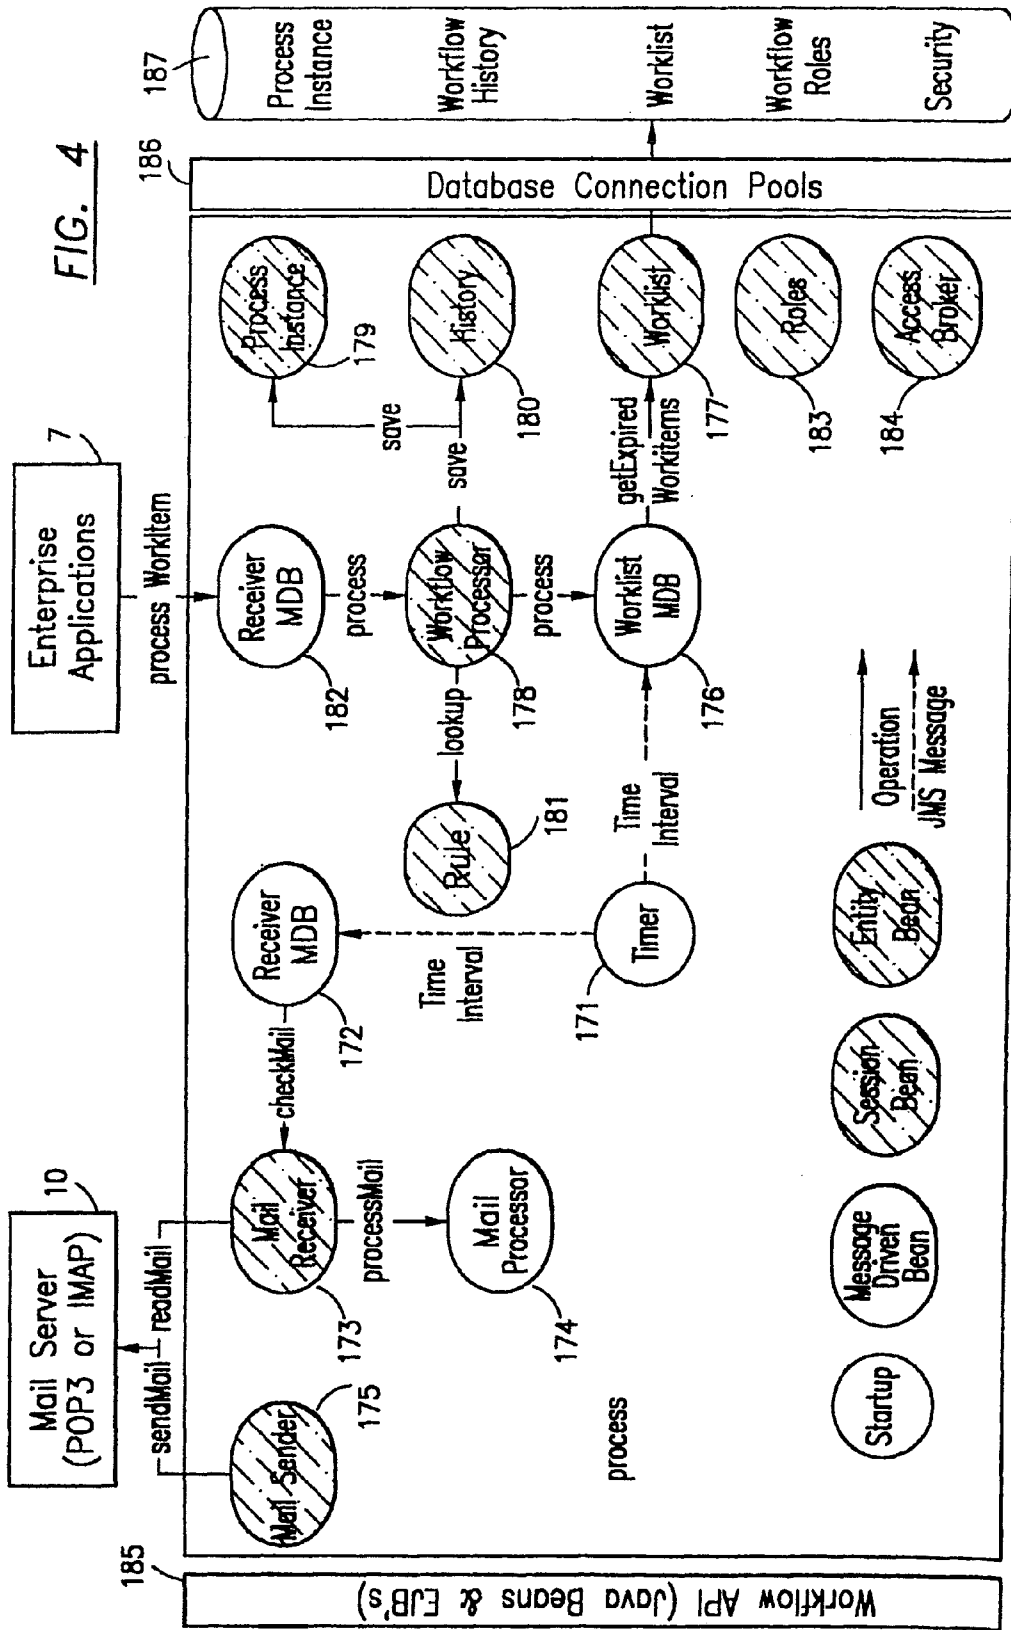 FIG. 4
Mail Server
(POP3 or IMAP)
10
Enterprise
Applications
7
sendMail
readMail
process WorkItem
185
Workflow API (Java Beans & EJB's)
Mail Sender
175
Mail
Receiver
173
checkMail
Receiver
MDB
172
Receiver
MDB
182
Process
Instance
179
processMail
Mail
Processor
174
Time
Interval
Rule
181
lookup
process
Workflow
Processor
178
save
save
History
180
process
process
Timer
171
Time
Interval
Worklist
MDB
176
getExpired
Workitems
Worklist
177
Roles
183
Access
Broker
184
Startup
Message
Driven
Bean
Session
Bean
Entity
Bean
Operation
JMS Message
186
Database Connection Pools
187
Process
Instance
Workflow
History
Worklist
Workflow
Roles
Security